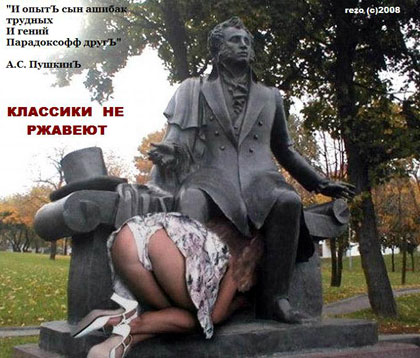 "И опытЪ сын ашибак
трудных
И гений
Парадоксофф другЪ"
А.С. ПушкинЪ
rezo (c)2008
КЛАССИКИ НЕ
РЖАВЕЮТ